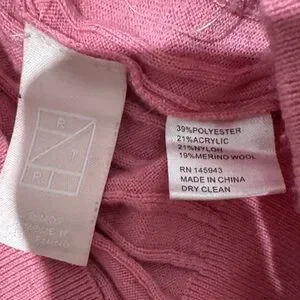 R
R
39%POLYESTER
21%ACRYLIC
21%NYLON
19%MERINO WOOL
RN 145943
MADE IN CHINA
DRY CLEAN